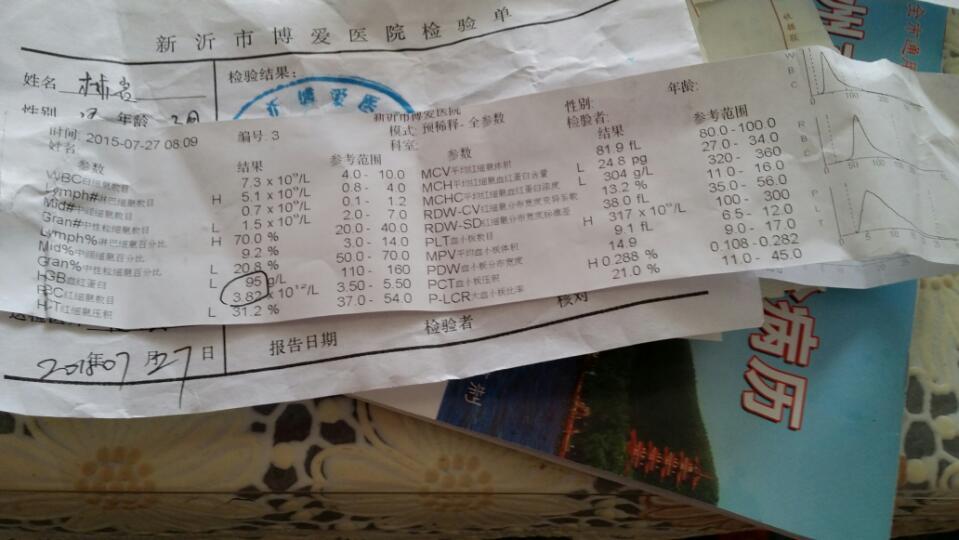 新沂市博爱医院检验单
姓名
检验结果:
性别 年龄
新沂市博爱医院
时间: 2015-07-27 08:09 编号: 3 模式: 预稀释-全参数 性别: 年龄:
姓名 科室: 检验者:
参数 结果 参考范围 参数 结果 参考范围
WBC白细胞数目 7.3 x 10^9/L 4.0 - 10.0 MCV平均红细胞体积 81.9 fL 80.0 - 100.0
Lymph#淋巴细胞数目 H 5.1 x 10^9/L 0.8 - 4.0 MCH平均红细胞血红蛋白含量 L 24.8 pg 27.0 - 34.0
Mid#中间细胞数目 0.7 x 10^9/L 0.1 - 1.2 MCHC平均红细胞血红蛋白浓度 L 304 g/L 320 - 360
Gran#中性粒细胞数目 L 1.5 x 10^9/L 2.0 - 7.0 RDW-CV红细胞分布宽度变异系数 13.2 % 11.0 - 16.0
Lymph%淋巴细胞百分比 H 70.0 % 20.0 - 40.0 RDW-SD红细胞分布宽度标准差 38.0 fL 35.0 - 56.0
Mid%中间细胞百分比 9.2 % 3.0 - 14.0 PLT血小板数目 H 317 x 10^9/L 100 - 300
Gran%中性粒细胞百分比 L 20.8 % 50.0 - 70.0 MPV平均血小板体积 9.1 fL 6.5 - 12.0
HGB血红蛋白 L 95 g/L 110 - 160 PDW血小板分布宽度 14.9 9.0 - 17.0
RBC红细胞数目 3.82 x 10^12/L 3.50 - 5.50 PCT血小板压积 H 0.288 % 0.108 - 0.282
HCT红细胞压积 L 31.2 % 37.0 - 54.0 P-LCR大血小板比率 21.0 % 11.0 - 45.0
WBC
RBC
PLT
报告日期 检验者 核对
07月27日
病历